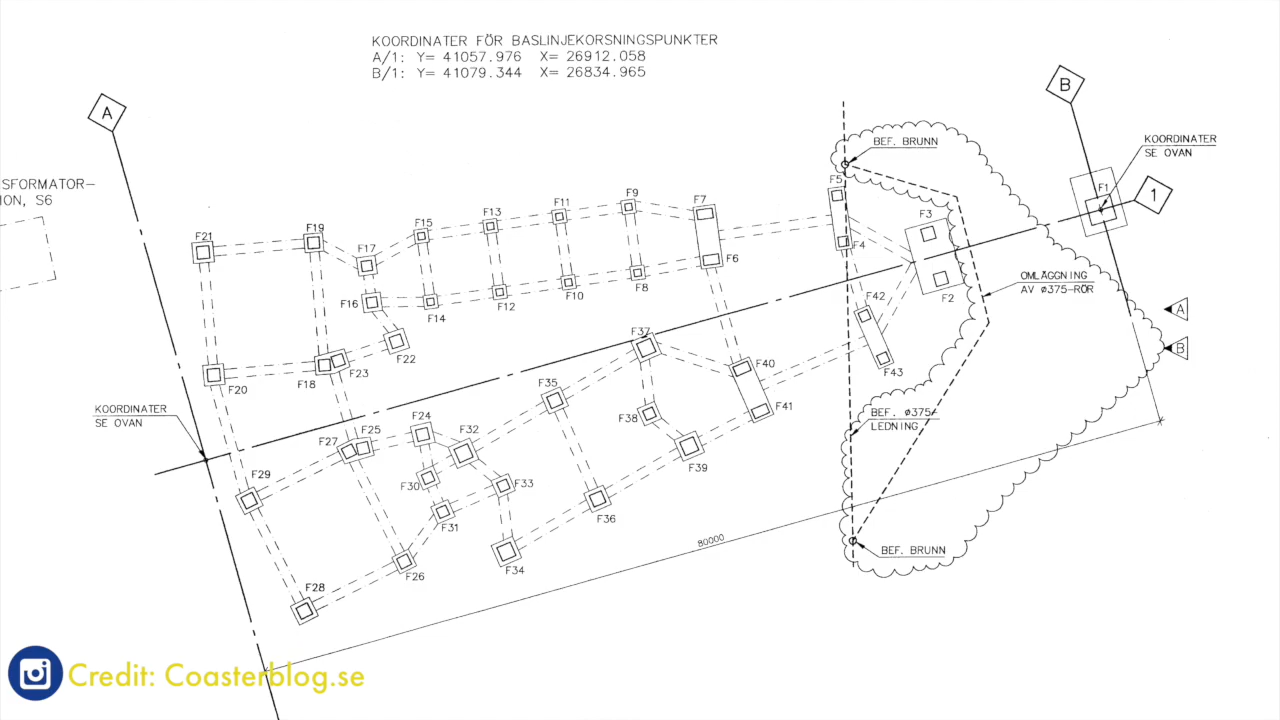 KOORDINATER FÖR BASLINJEKORSNINGSPUNKTER
A/1: Y= 41057.976 X= 26912.058
B/1: Y= 41079.344 X= 26834.965
A
B
1
KOORDINATER
SE OVAN
SFORMATOR-
ION, S6
BEF. BRUNN
F1
F5
F3
F4
F2
F7
F6
F9
F8
F11
F10
F13
F12
F15
F14
F17
F16
F19
F21
F20
F18
F23
F22
OMLÄGGNING
AV ø375-RÖR
A
B
F42
F43
F37
F40
F41
F38
F39
F35
F36
BEF. ø375-
LEDNING
KOORDINATER
SE OVAN
F24
F32
F25
F27
F30
F33
F31
F29
F34
F26
F28
80000
BEF. BRUNN
Credit: Coasterblog.se